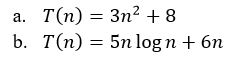 a. T(n) = 3n² + 8
b. T(n) = 5n log n + 6n